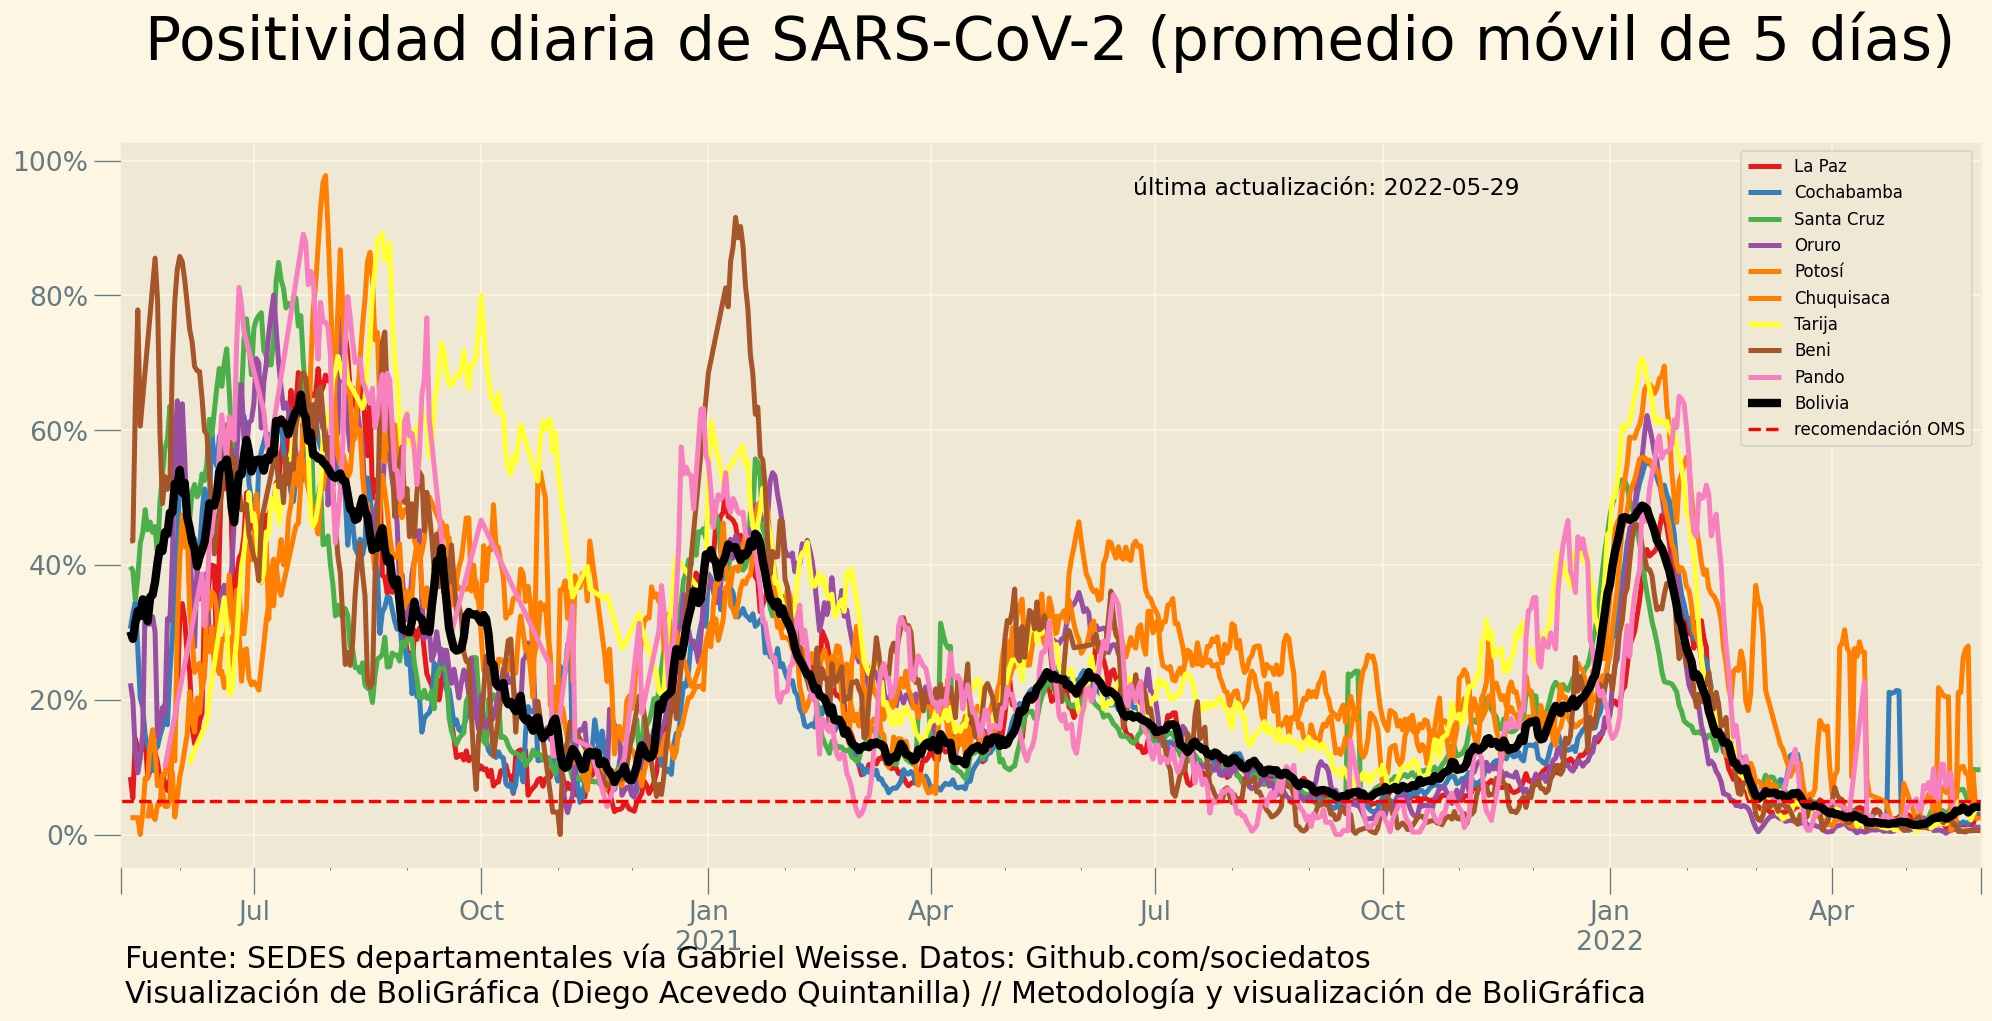 Positividad diaria de SARS-CoV-2 (promedio móvil de 5 días)
última actualización: 2022-05-29
La Paz
Cochabamba
Santa Cruz
Oruro
Potosí
Chuquisaca
Tarija
Beni
Pando
Bolivia
recomendación OMS
100%
80%
60%
40%
20%
0%
Jul
Oct
Jan
2021
Apr
Jul
Oct
Jan
2022
Apr
Fuente: SEDES departamentales vía Gabriel Weisse. Datos: Github.com/sociedatos
Visualización de BoliGráfica (Diego Acevedo Quintanilla) // Metodología y visualización de BoliGráfica